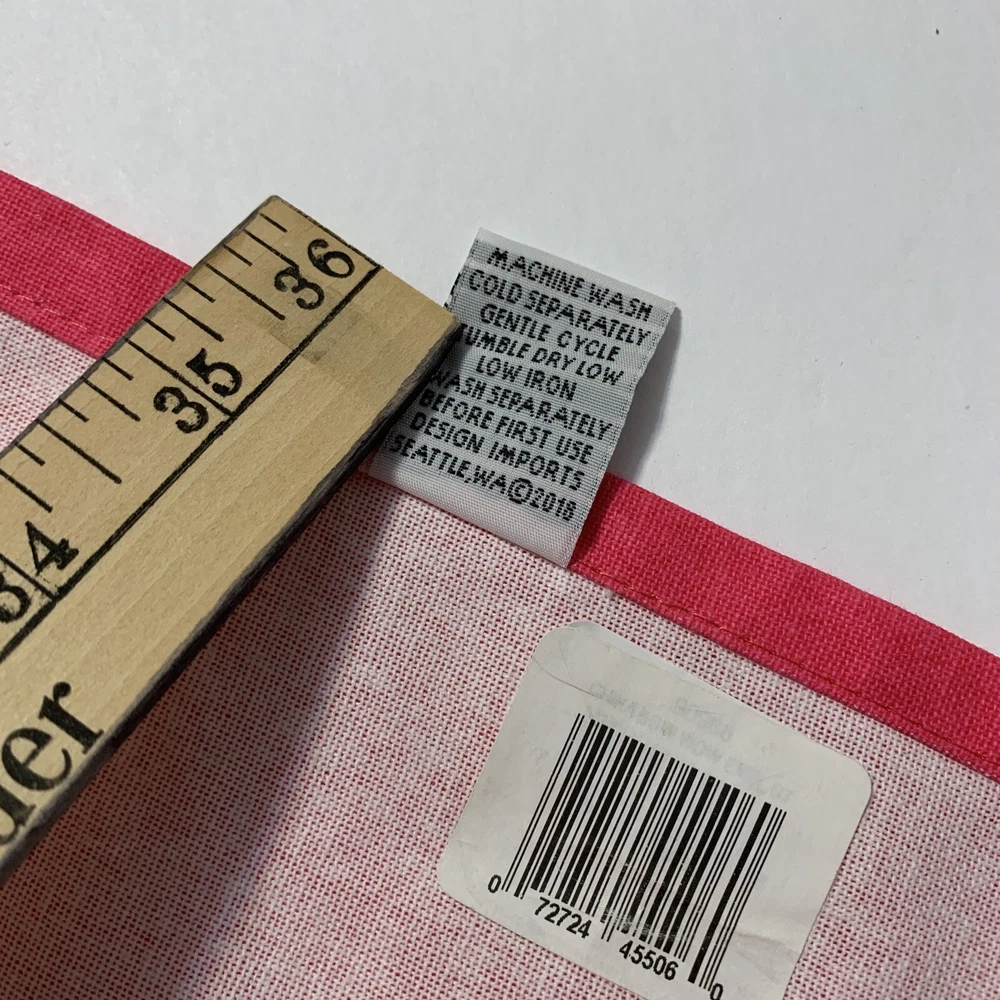 36
35
34
MACHINE WASH
COLD SEPARATELY
GENTLE CYCLE
TUMBLE DRY LOW
LOW IRON
WASH SEPARATELY
BEFORE FIRST USE
DESIGN IMPORTS
SEATTLE,WA©2018
0 72724 45506 0